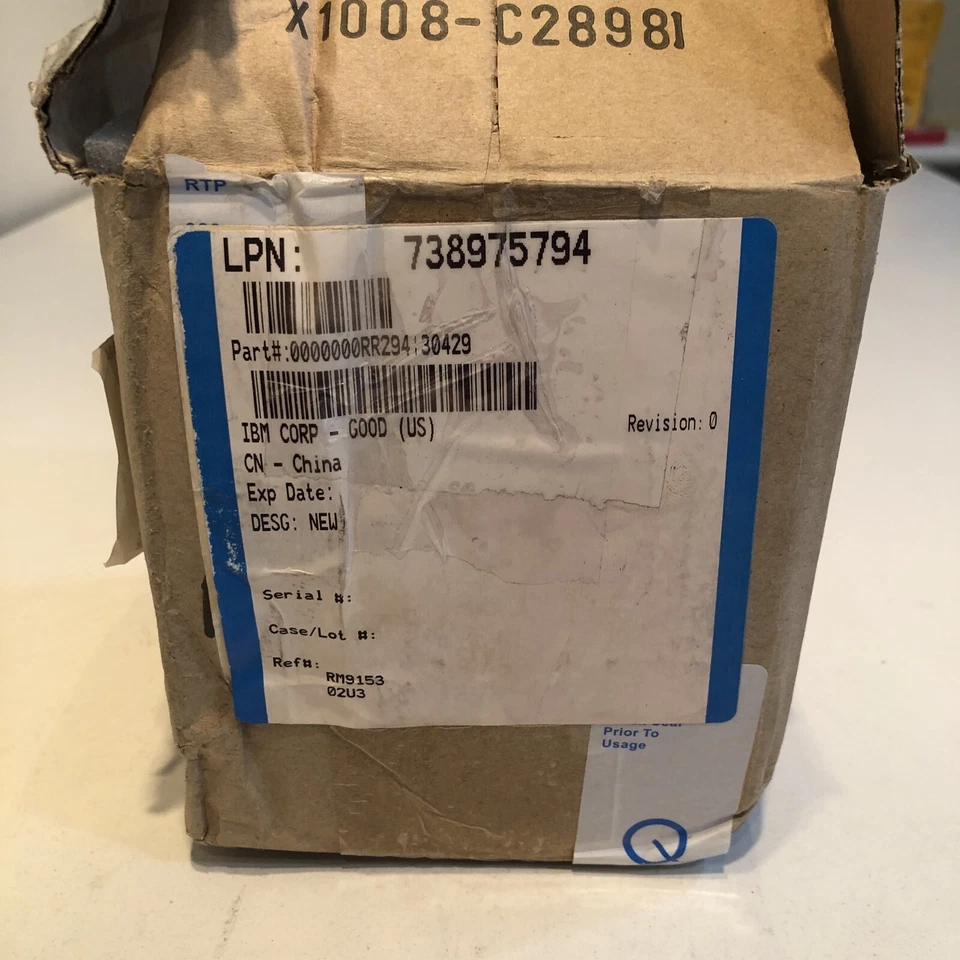 X1008-C28981
RTP
LPN: 738975794
Part#:0000000RR294:30429
IBM CORP - GOOD (US)
Revision: 0
CN - China
Exp Date:
DESG: NEW
Serial #:
Case/Lot #:
Ref#:
RM9153
02U3
Prior To
Usage